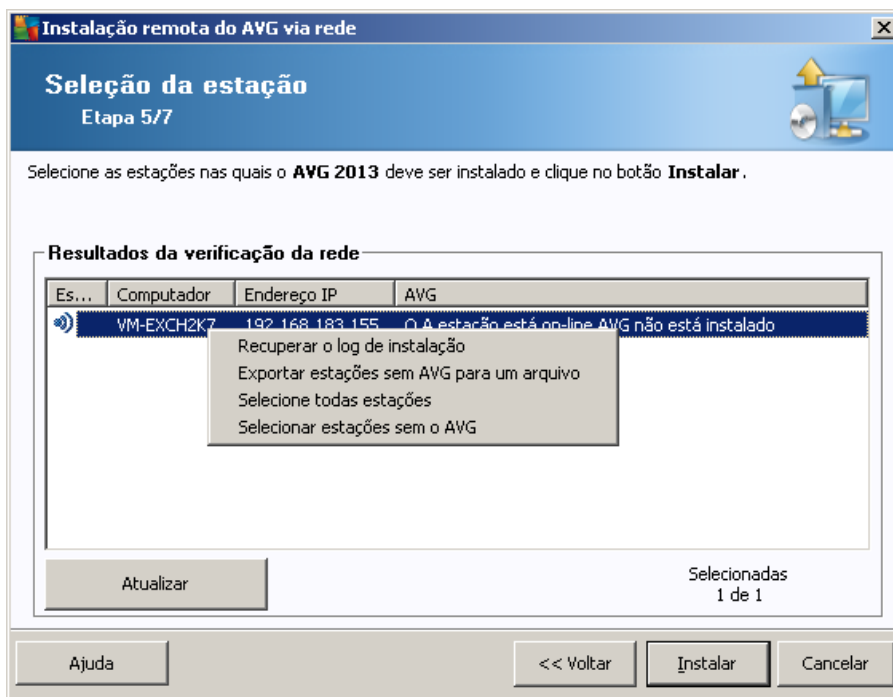 Instalação remota do AVG via rede
Seleção da estação
Etapa 5/7
Selecione as estações nas quais o AVG 2013 deve ser instalado e clique no botão Instalar.
Resultados da verificação da rede
Es... Computador Endereço IP AVG
VM-EXCH2K7 192.168.183.155 O A estação está on-line AVG não está instalado
Recuperar o log de instalação
Exportar estações sem AVG para um arquivo
Selecione todas estações
Selecionar estações sem o AVG
Atualizar
Selecionadas
1 de 1
Ajuda << Voltar Instalar Cancelar